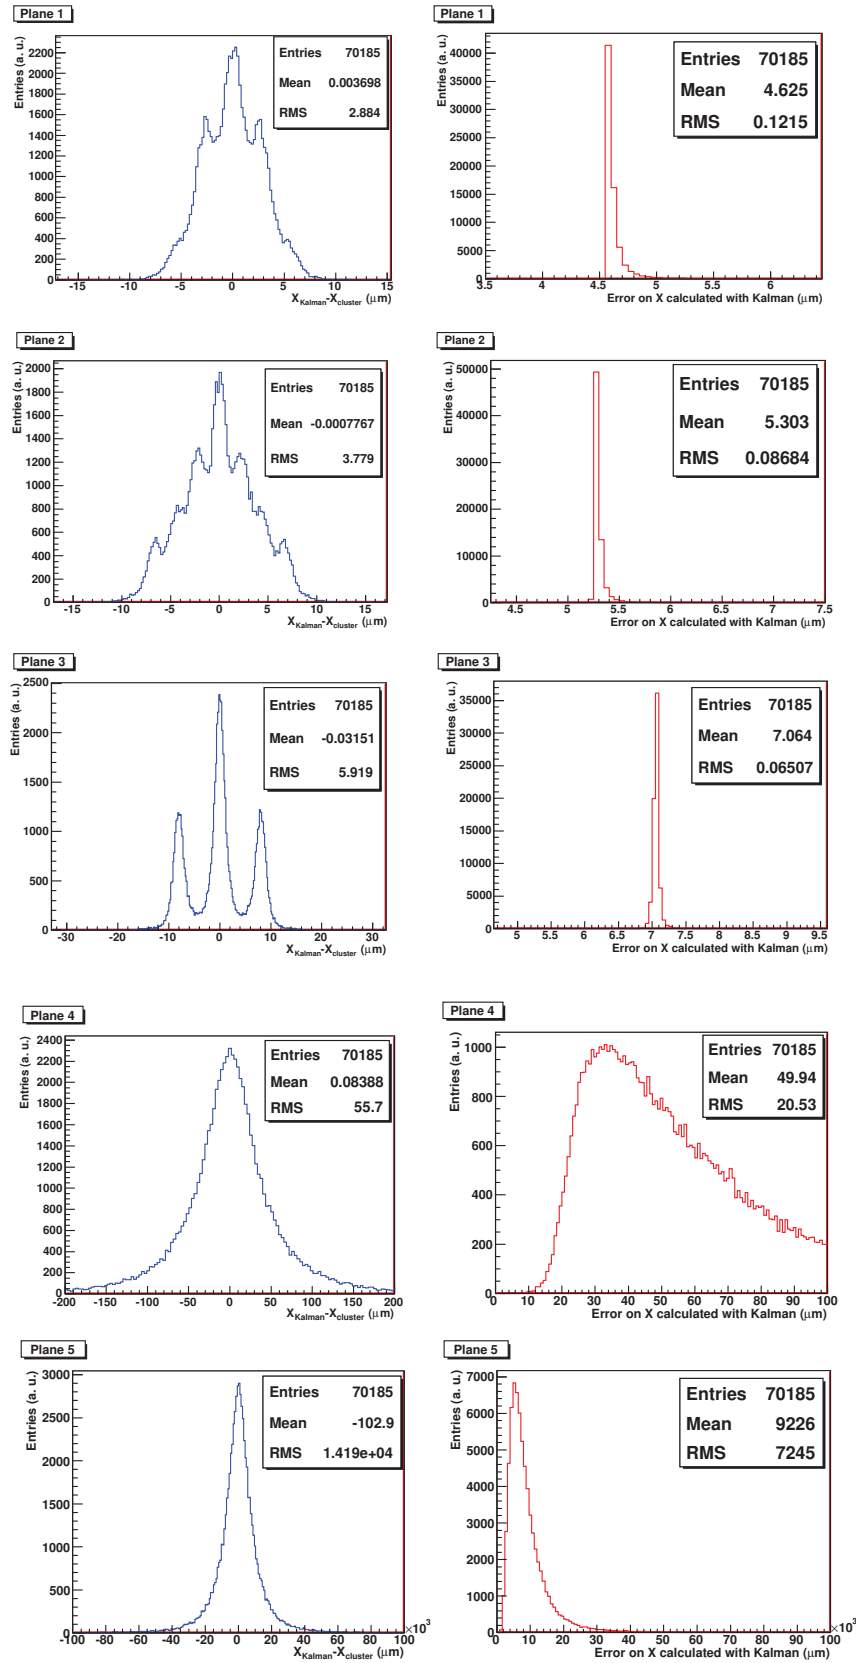 Plane 1
Entries (a. u.)
2200
2000
1800
1600
1400
1200
1000
800
600
400
200
0
Entries 70185
Mean 0.003698
RMS 2.884
-15 -10 -5 0 5 10 15
XKalman-Xcluster (μm)
Plane 1
Entries (a. u.)
40000
35000
30000
25000
20000
15000
10000
5000
0
Entries 70185
Mean 4.625
RMS 0.1215
3.5 4 4.5 5 5.5 6
Error on X calculated with Kalman (μm)
Plane 2
Entries (a. u.)
2000
1800
1600
1400
1200
1000
800
600
400
200
0
Entries 70185
Mean -0.0007767
RMS 3.779
-15 -10 -5 0 5 10 15
XKalman-Xcluster (μm)
Plane 2
Entries (a. u.)
50000
40000
30000
20000
10000
0
Entries 70185
Mean 5.303
RMS 0.08684
4.5 5 5.5 6 6.5 7 7.5
Error on X calculated with Kalman (μm)
Plane 3
Entries (a. u.)
2500
2000
1500
1000
500
0
Entries 70185
Mean -0.03151
RMS 5.919
-30 -20 -10 0 10 20 30
XKalman-Xcluster (μm)
Plane 3
Entries (a. u.)
35000
30000
25000
20000
15000
10000
5000
0
Entries 70185
Mean 7.064
RMS 0.06507
5 5.5 6 6.5 7 7.5 8 8.5 9 9.5
Error on X calculated with Kalman (μm)
Plane 4
Entries (a. u.)
2400
2200
2000
1800
1600
1400
1200
1000
800
600
400
200
0
Entries 70185
Mean 0.08388
RMS 55.7
-200 -150 -100 -50 0 50 100 150 200
XKalman-Xcluster (μm)
Plane 4
Entries (a. u.)
1000
800
600
400
200
0
Entries 70185
Mean 49.94
RMS 20.53
0 10 20 30 40 50 60 70 80 90 100
Error on X calculated with Kalman (μm)
Plane 5
Entries (a. u.)
3000
2500
2000
1500
1000
500
0
Entries 70185
Mean -102.9
RMS 1.419e+04
×10³
-100 -80 -60 -40 -20 0 20 40 60 80 100
XKalman-Xcluster (μm)
Plane 5
Entries (a. u.)
7000
6000
5000
4000
3000
2000
1000
0
Entries 70185
Mean 9226
RMS 7245
×10³
0 10 20 30 40 50 60 70 80 90 100
Error on X calculated with Kalman (μm)